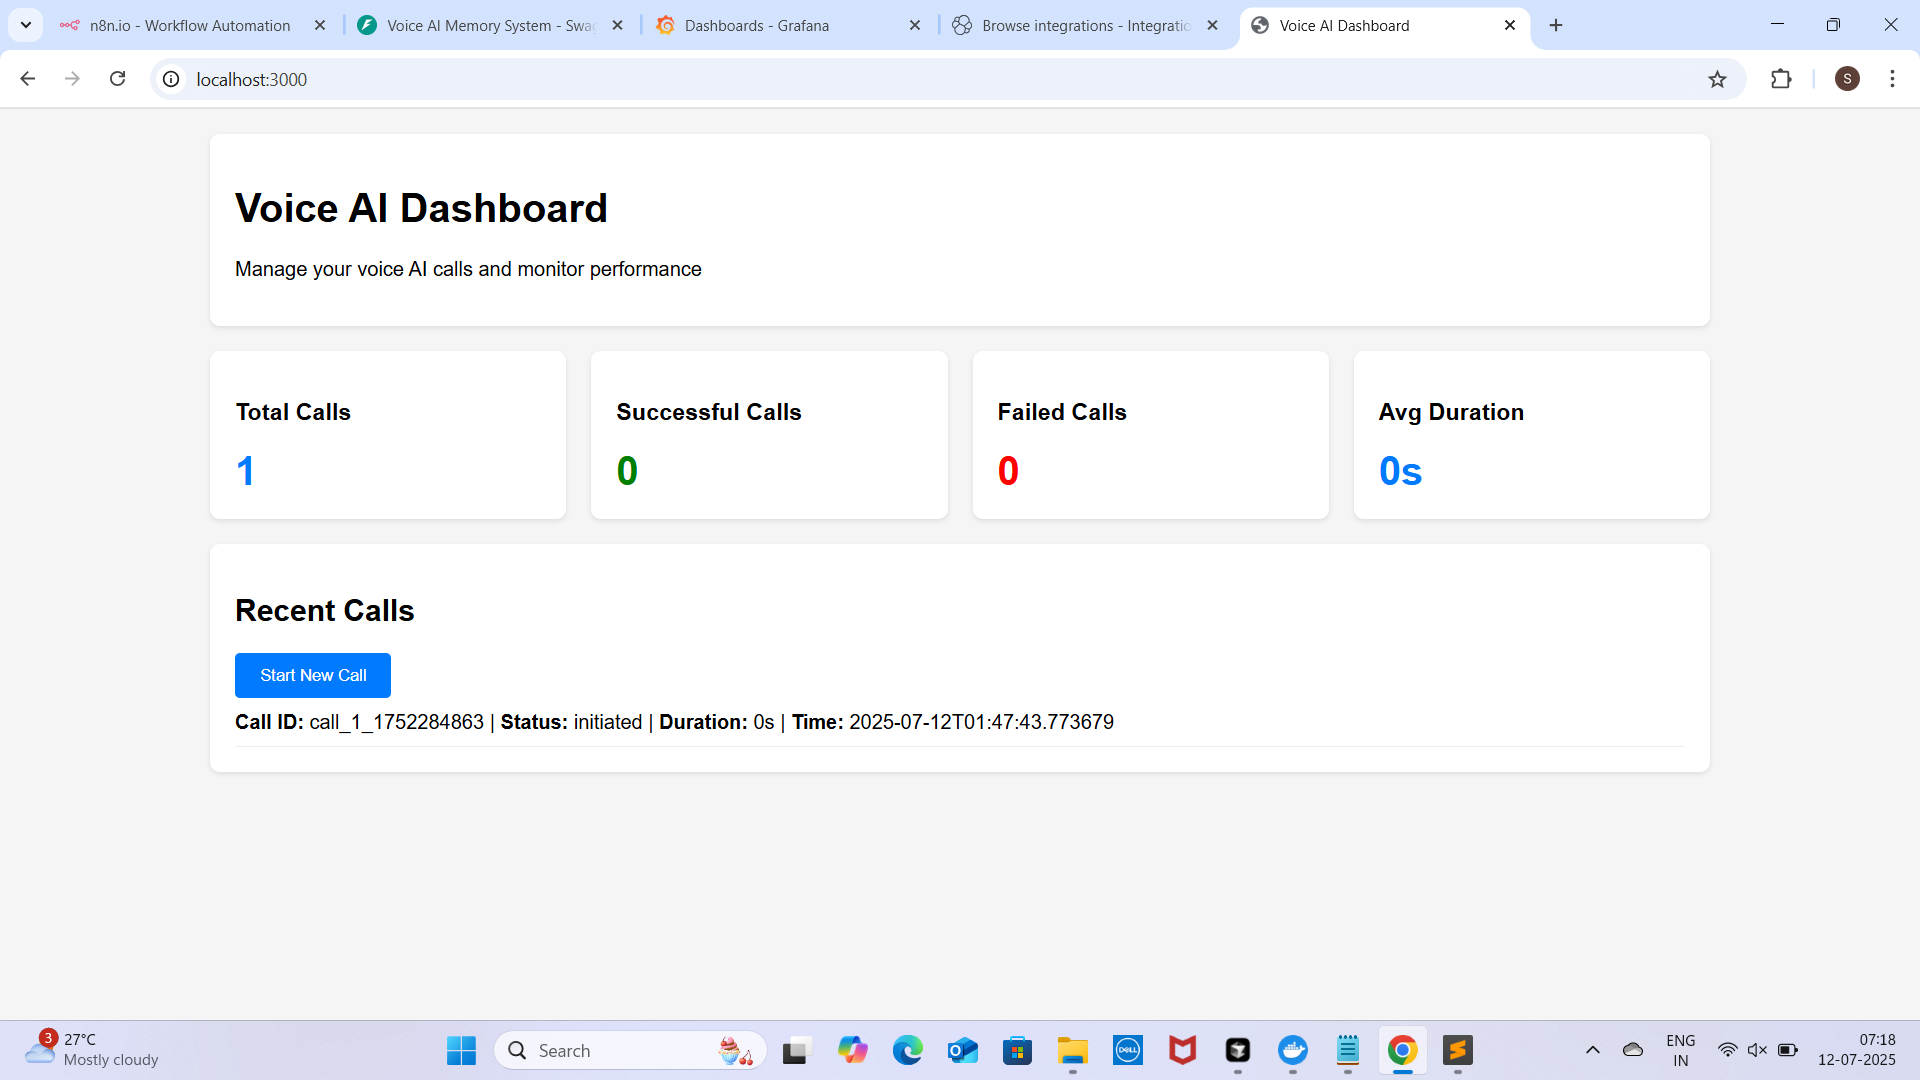 n8n.io - Workflow Automation
Voice AI Memory System - Swag
Dashboards - Grafana
Browse integrations - Integratio
Voice AI Dashboard
localhost:3000
S
Voice AI Dashboard
Manage your voice AI calls and monitor performance
Total Calls
1
Successful Calls
0
Failed Calls
0
Avg Duration
0s
Recent Calls
Start New Call
Call ID: call_1_1752284863 | Status: initiated | Duration: 0s | Time: 2025-07-12T01:47:43.773679
3
27°C
Mostly cloudy
Search
DELL
ENG
IN
07:18
12-07-2025